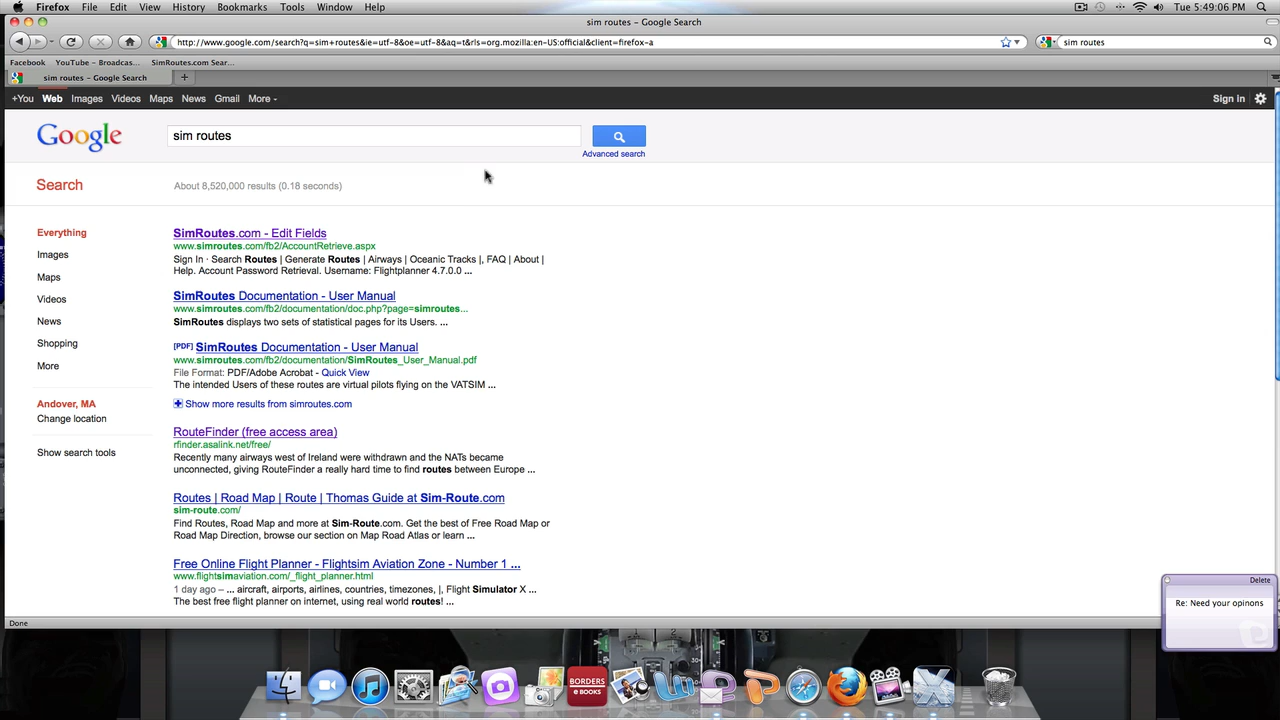 Firefox File Edit View History Bookmarks Tools Window Help Tue 5:49:06 PM
sim routes – Google Search
http://www.google.com/search?q=sim+routes&ie=utf-8&oe=utf-8&aq=t&rls=org.mozilla:en-US:official&client=firefox-a sim routes
Facebook YouTube – Broadcas... SimRoutes.com Sear...
sim routes – Google Search
+You Web Images Videos Maps News Gmail More Sign in
Google sim routes
Advanced search
Search About 8,520,000 results (0.18 seconds)
Everything
Images
Maps
Videos
News
Shopping
More
Andover, MA
Change location
Show search tools
SimRoutes.com - Edit Fields
www.simroutes.com/fb2/AccountRetrieve.aspx
Sign In · Search Routes | Generate Routes | Airways | Oceanic Tracks |, FAQ | About |
Help. Account Password Retrieval. Username: Flightplanner 4.7.0.0 ...
SimRoutes Documentation - User Manual
www.simroutes.com/fb2/documentation/doc.php?page=simroutes...
SimRoutes displays two sets of statistical pages for its Users. ...
[PDF] SimRoutes Documentation - User Manual
www.simroutes.com/fb2/documentation/SimRoutes_User_Manual.pdf
File Format: PDF/Adobe Acrobat - Quick View
The intended Users of these routes are virtual pilots flying on the VATSIM ...
Show more results from simroutes.com
RouteFinder (free access area)
rfinder.asalink.net/free/
Recently many airways west of Ireland were withdrawn and the NATs became
unconnected, giving RouteFinder a really hard time to find routes between Europe ...
Routes | Road Map | Route | Thomas Guide at Sim-Route.com
sim-route.com/
Find Routes, Road Map and more at Sim-Route.com. Get the best of Free Road Map or
Road Map Direction, browse our section on Map Road Atlas or learn ...
Free Online Flight Planner - Flightsim Aviation Zone - Number 1 ...
www.flightsimaviation.com/_flight_planner.html
1 day ago – ... aircraft, airports, airlines, countries, timezones, |, Flight Simulator X ...
The best free flight planner on internet, using real world routes! ...
Delete
Re: Need your opinons
Done
BORDERS
eBOOKS